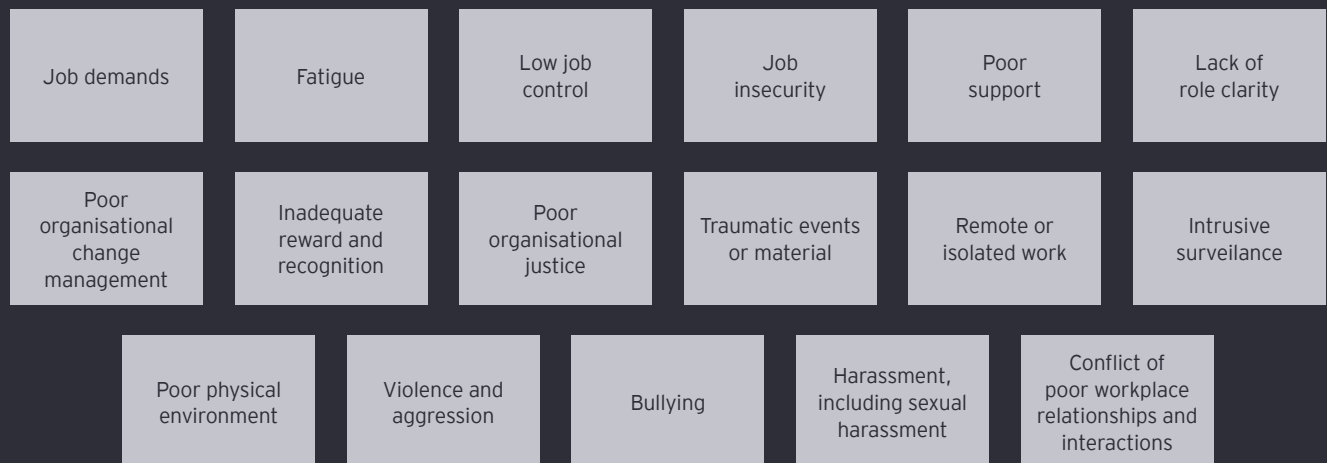 Job demands
Fatigue
Low job
control
Job
insecurity
Poor
support
Lack of
role clarity
Poor
organisational
change
management
Inadequate
reward and
recognition
Poor
organisational
justice
Traumatic events
or material
Remote or
isolated work
Intrusive
surveilance
Poor physical
environment
Violence and
aggression
Bullying
Harassment,
including sexual
harassment
Conflict of
poor workplace
relationships and
interactions